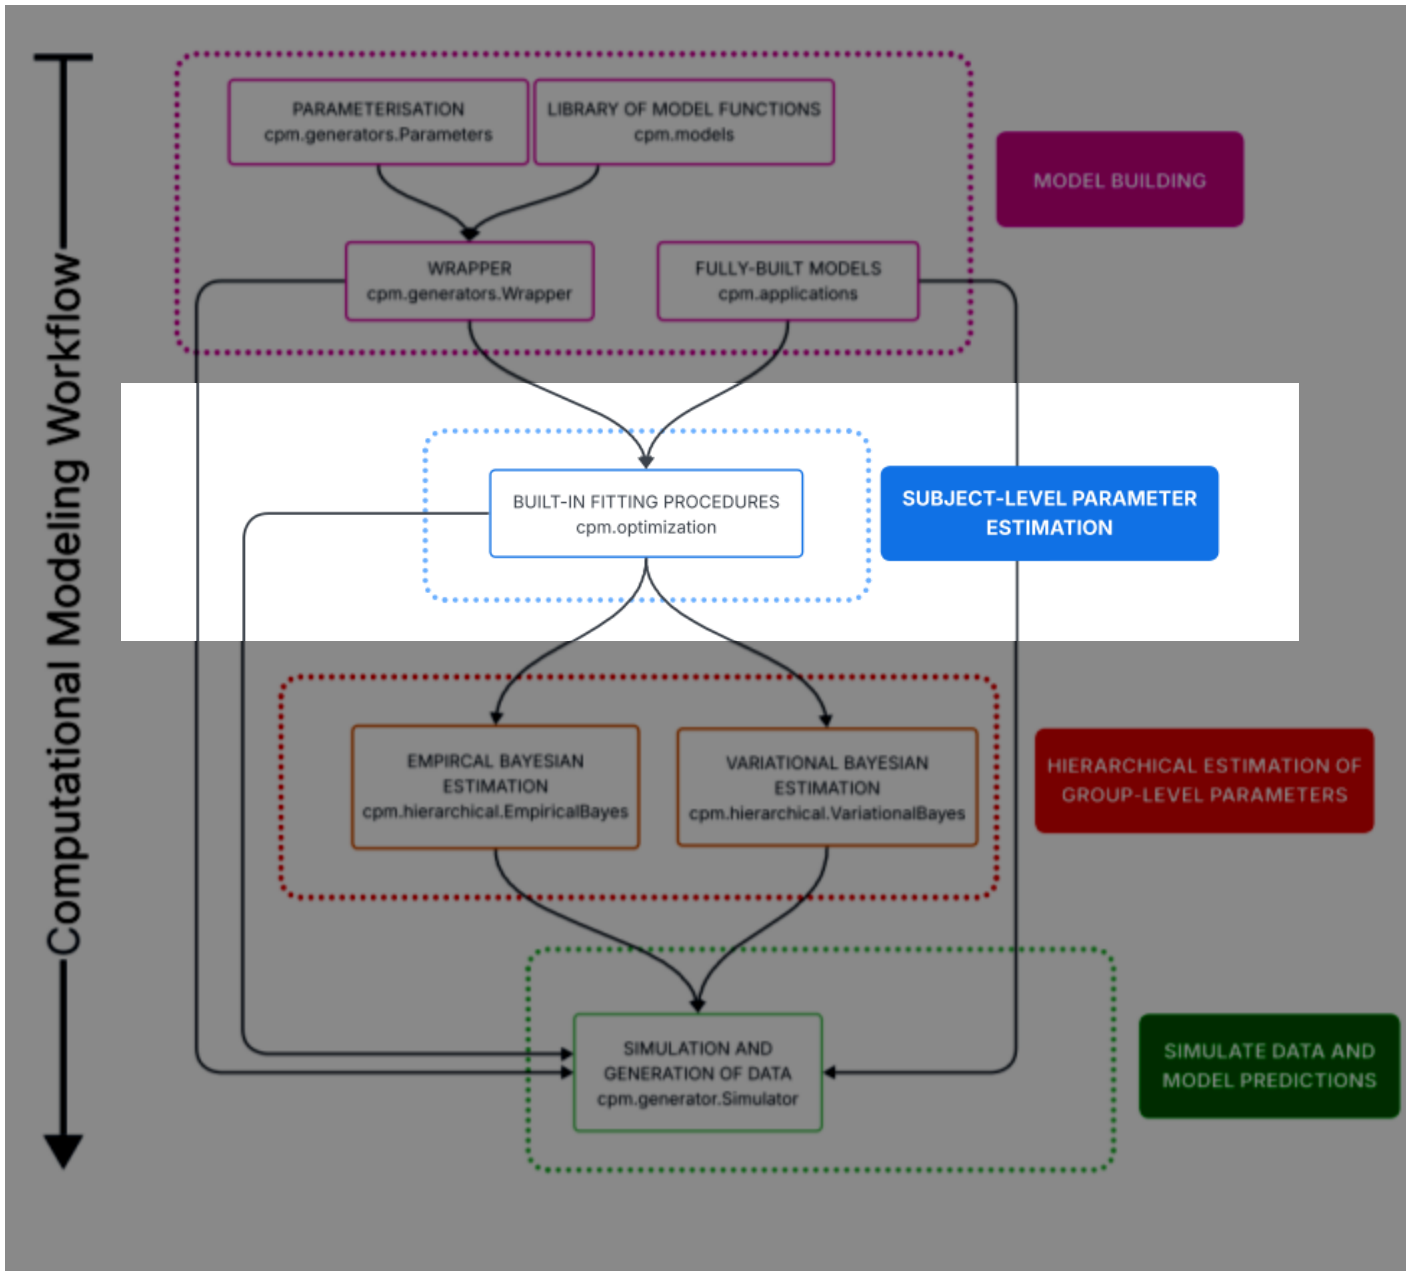 Computational Modeling Workflow
PARAMETERISATION
cpm.generators.Parameters
LIBRARY OF MODEL FUNCTIONS
cpm.models
MODEL BUILDING
WRAPPER
cpm.generators.Wrapper
FULLY-BUILT MODELS
cpm.applications
BUILT-IN FITTING PROCEDURES
cpm.optimization
SUBJECT-LEVEL PARAMETER
ESTIMATION
EMPIRCAL BAYESIAN
ESTIMATION
cpm.hierarchical.EmpiricalBayes
VARIATIONAL BAYESIAN
ESTIMATION
cpm.hierarchical.VariationalBayes
HIERARCHICAL ESTIMATION OF
GROUP-LEVEL PARAMETERS
SIMULATION AND
GENERATION OF DATA
cpm.generator.Simulator
SIMULATE DATA AND
MODEL PREDICTIONS